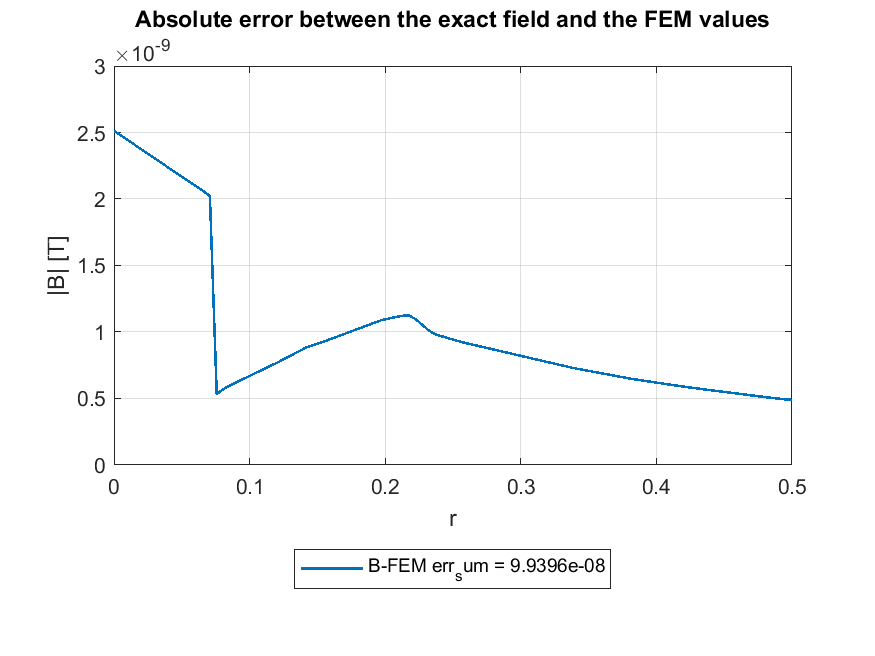 Absolute error between the exact field and the FEM values
×10-9
3
2.5
2
1.5
1
0.5
0
|B| [T]
0 0.1 0.2 0.3 0.4 0.5
r
B-FEM errsum = 9.9396e-08